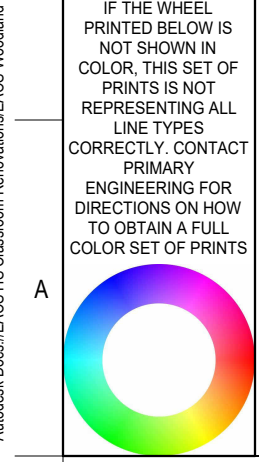 IF THE WHEEL
PRINTED BELOW IS
NOT SHOWN IN
COLOR, THIS SET OF
PRINTS IS NOT
REPRESENTING ALL
LINE TYPES
CORRECTLY. CONTACT
PRIMARY
ENGINEERING FOR
DIRECTIONS ON HOW
TO OBTAIN A FULL
COLOR SET OF PRINTS
A